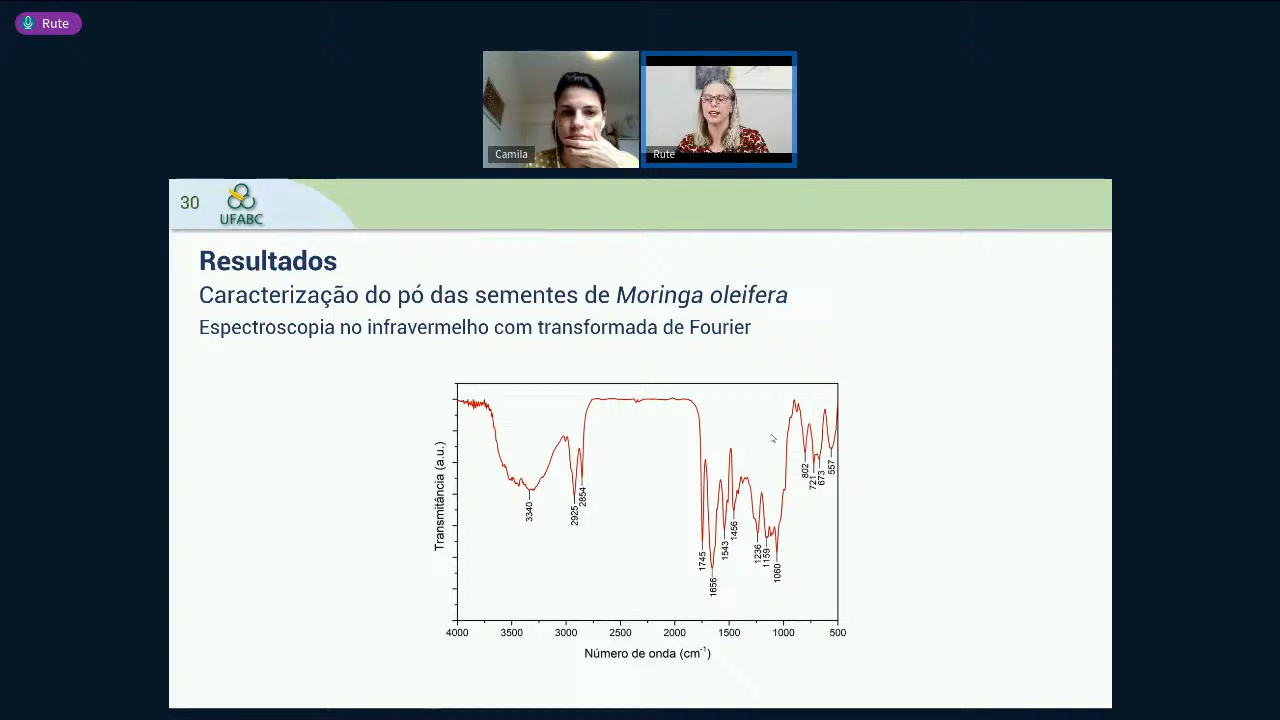 Rute
Camila
Rute
30
UFABC
Resultados
Caracterização do pó das sementes de Moringa oleifera
Espectroscopia no infravermelho com transformada de Fourier
Transmitância (a.u.)
3340
2925
2854
1745
1656
1543
1456
1236
1159
1060
802
721
673
557
4000 3500 3000 2500 2000 1500 1000 500
Número de onda (cm⁻¹)